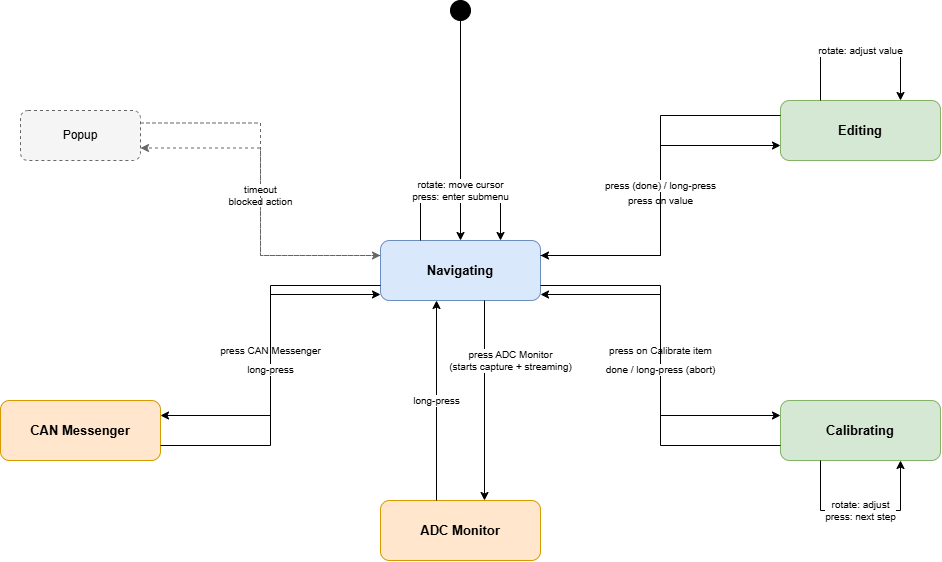 rotate: adjust value
Popup
Editing
timeout
blocked action
rotate: move cursor
press: enter submenu
press (done) / long-press
press on value
Navigating
press CAN Messenger
long-press
press ADC Monitor
(starts capture + streaming)
press on Calibrate item
done / long-press (abort)
long-press
CAN Messenger
Calibrating
rotate: adjust
press: next step
ADC Monitor